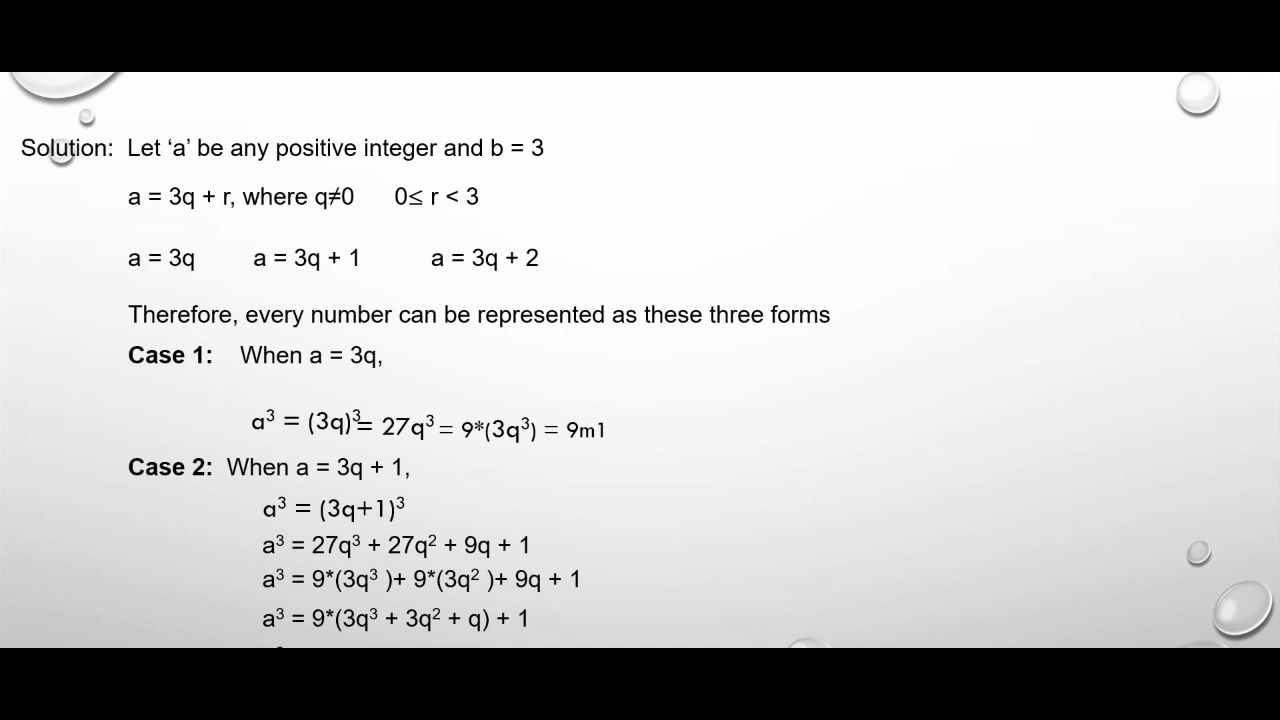 Solution: Let ‘a’ be any positive integer and b = 3
a = 3q + r, where q≠0 0≤ r < 3
a = 3q a = 3q + 1 a = 3q + 2
Therefore, every number can be represented as these three forms
Case 1: When a = 3q,
a³ = (3q)³= 27q³ = 9*(3q³) = 9m1
Case 2: When a = 3q + 1,
a³ = (3q+1)³
a³ = 27q³ + 27q² + 9q + 1
a³ = 9*(3q³ )+ 9*(3q² )+ 9q + 1
a³ = 9*(3q³ + 3q² + q) + 1